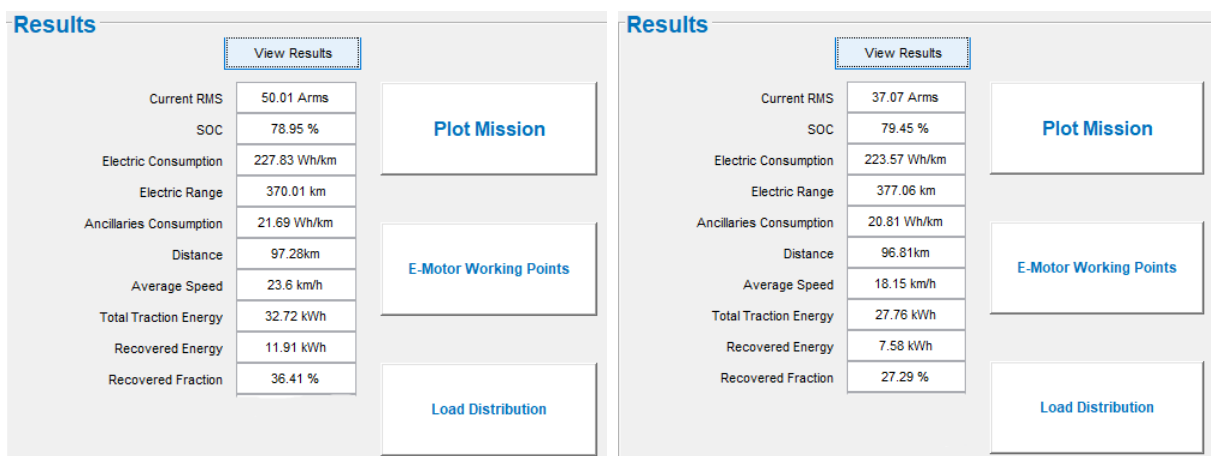 Results
View Results
Current RMS 50.01 Arms
SOC 78.95 %
Electric Consumption 227.83 Wh/km
Electric Range 370.01 km
Ancillaries Consumption 21.69 Wh/km
Distance 97.28km
Average Speed 23.6 km/h
Total Traction Energy 32.72 kWh
Recovered Energy 11.91 kWh
Recovered Fraction 36.41 %
Plot Mission
E-Motor Working Points
Load Distribution
Results
View Results
Current RMS 37.07 Arms
SOC 79.45 %
Electric Consumption 223.57 Wh/km
Electric Range 377.06 km
Ancillaries Consumption 20.81 Wh/km
Distance 96.81km
Average Speed 18.15 km/h
Total Traction Energy 27.76 kWh
Recovered Energy 7.58 kWh
Recovered Fraction 27.29 %
Plot Mission
E-Motor Working Points
Load Distribution